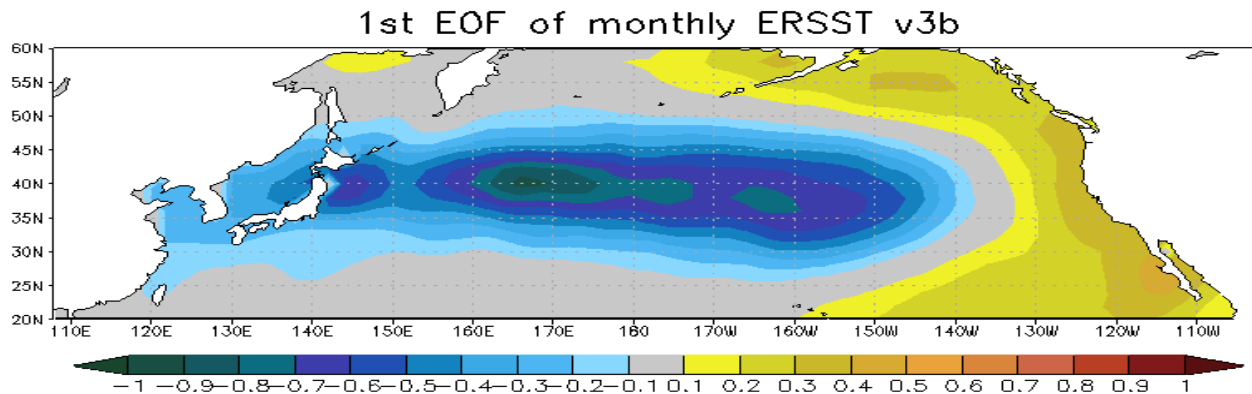 1st EOF of monthly ERSST v3b
60N
55N
50N
45N
40N
35N
30N
25N
20N
110E 120E 130E 140E 150E 160E 170E 180 170W 160W 150W 140W 130W 120W 110W
-1 -0.9 -0.8 -0.7 -0.6 -0.5 -0.4 -0.3 -0.2 -0.1 0.1 0.2 0.3 0.4 0.5 0.6 0.7 0.8 0.9 1